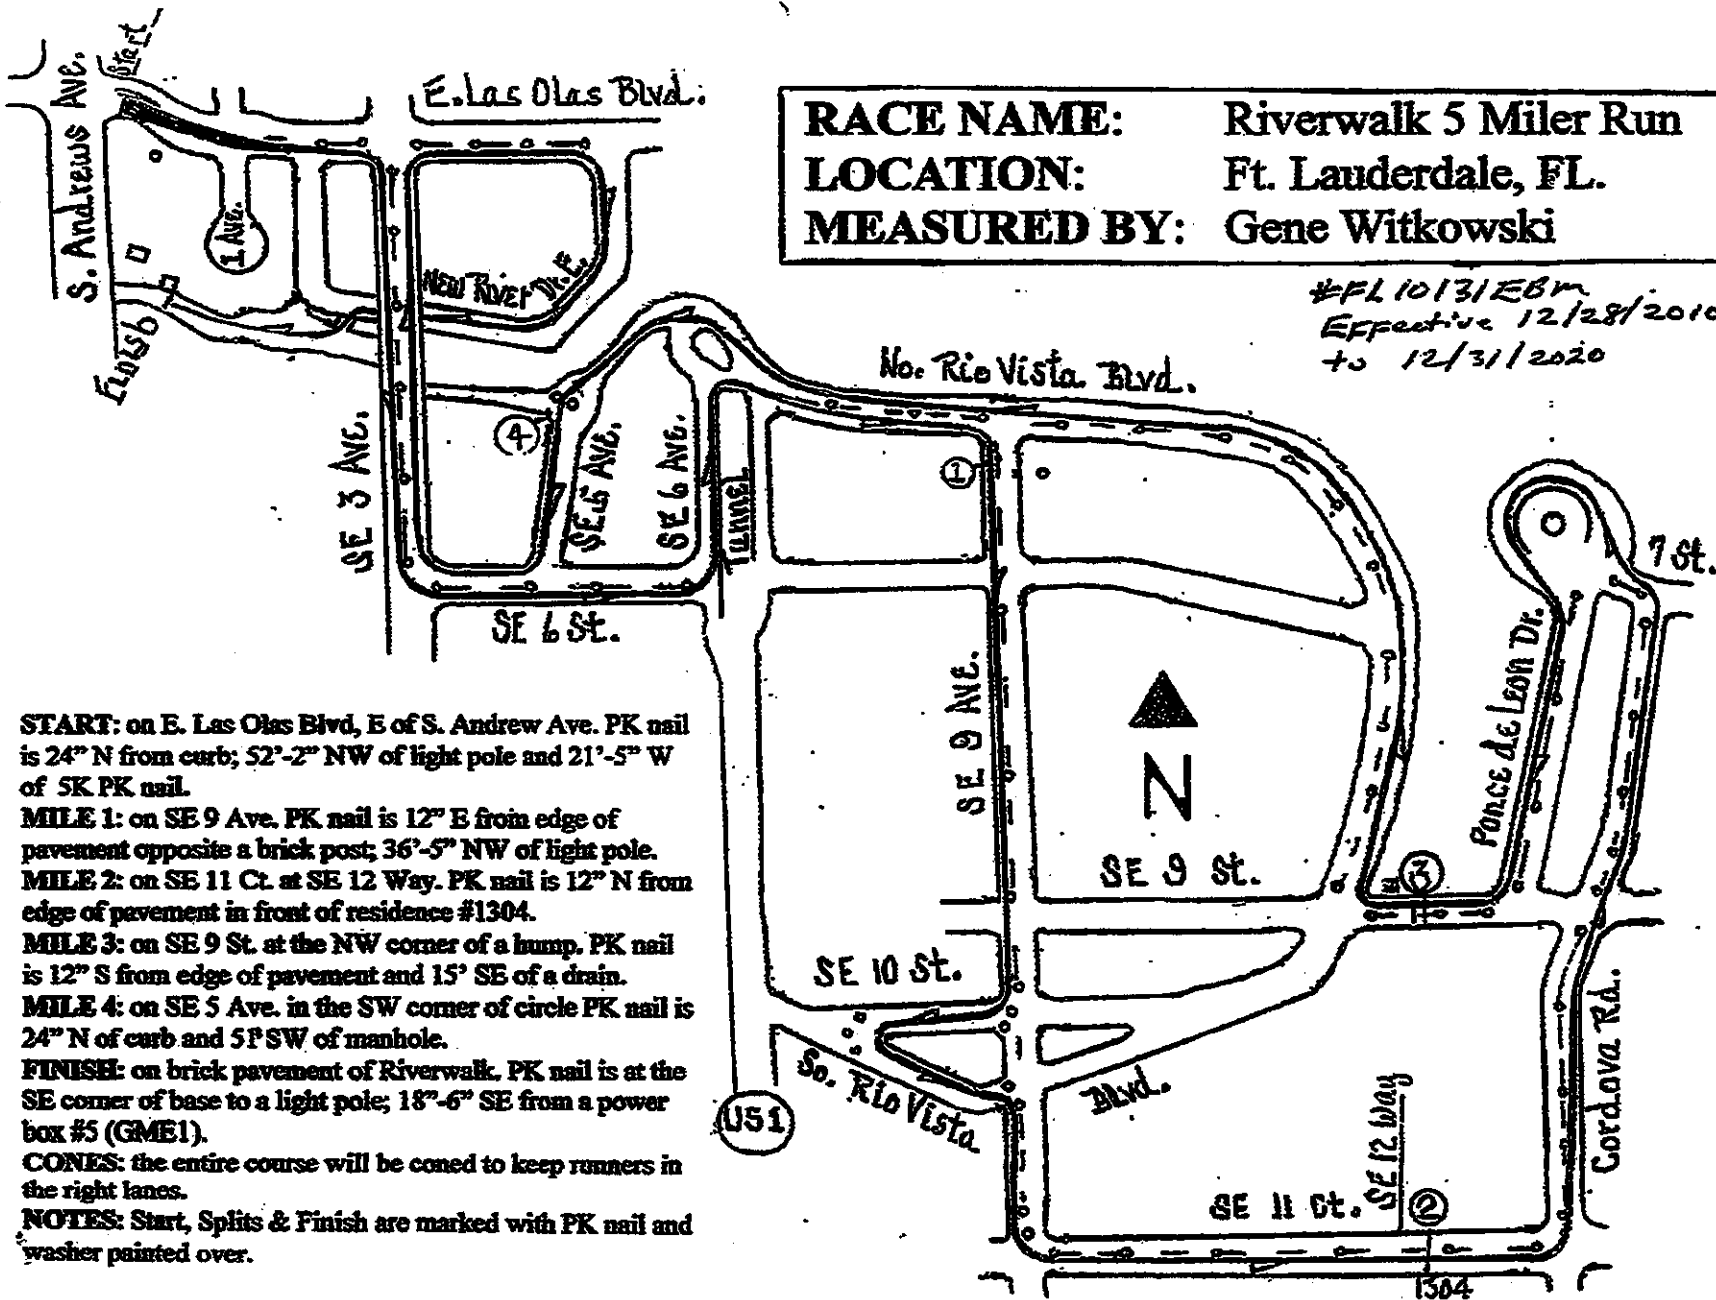 RACE NAME: Riverwalk 5 Miler Run
LOCATION: Ft. Lauderdale, FL.
MEASURED BY: Gene Witkowski
#FL10131EBM
Effective 12/28/2010
to 12/31/2020
Start
S. Andrews Ave.
E. Las Olas Blvd.
1 Ave.
New River Dr. E.
Finish
SE 3 Ave.
4
SE 5 Ave.
SE 6 Ave.
Tunnel
No. Rio Vista Blvd.
1
SE 6 St.
SE 9 Ave.
N
7 St.
Ponce de Leon Dr.
SE 9 St.
3
SE 10 St.
So. Rio Vista
Blvd.
US1
SE 12 Way
Cordova Rd.
SE 11 Ct.
2
1304
START: on E. Las Olas Blvd, E of S. Andrew Ave. PK nail
is 24” N from curb; 52’-2” NW of light pole and 21’-5” W
of 5K PK nail.
MILE 1: on SE 9 Ave. PK nail is 12” E from edge of
pavement opposite a brick post; 36’-5” NW of light pole.
MILE 2: on SE 11 Ct. at SE 12 Way. PK nail is 12” N from
edge of pavement in front of residence #1304.
MILE 3: on SE 9 St. at the NW corner of a hump. PK nail
is 12” S from edge of pavement and 15’ SE of a drain.
MILE 4: on SE 5 Ave. in the SW corner of circle PK nail is
24” N of curb and SW of manhole.
FINISH: on brick pavement of Riverwalk. PK nail is at the
SE corner of base to a light pole; 18”-6” SE from a power
box #5 (GME1).
CONES: the entire course will be coned to keep runners in
the right lanes.
NOTES: Start, Splits & Finish are marked with PK nail and
washer painted over.